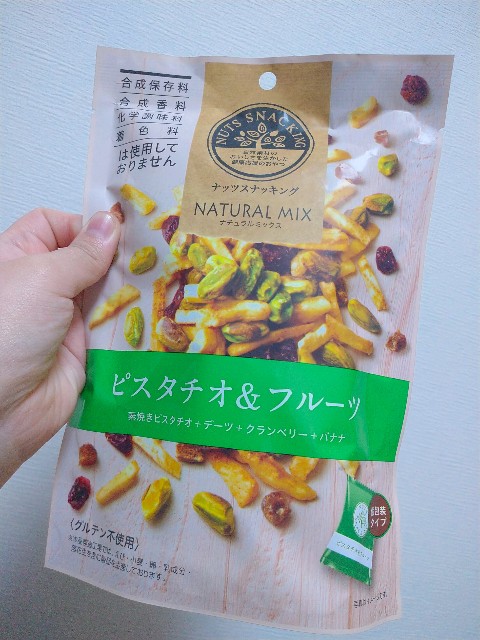 合成保存料
合成香料
化学調味料
着色料
は使用して
おりません
NUTS SNACKING
ナッツスナッキング
NATURAL MIX
ナチュラルミックス
ピスタチオ&フルーツ
素焼きピスタチオ+デーツ+クランベリー+バナナ
個包装
タイプ
〈グルテン不使用〉